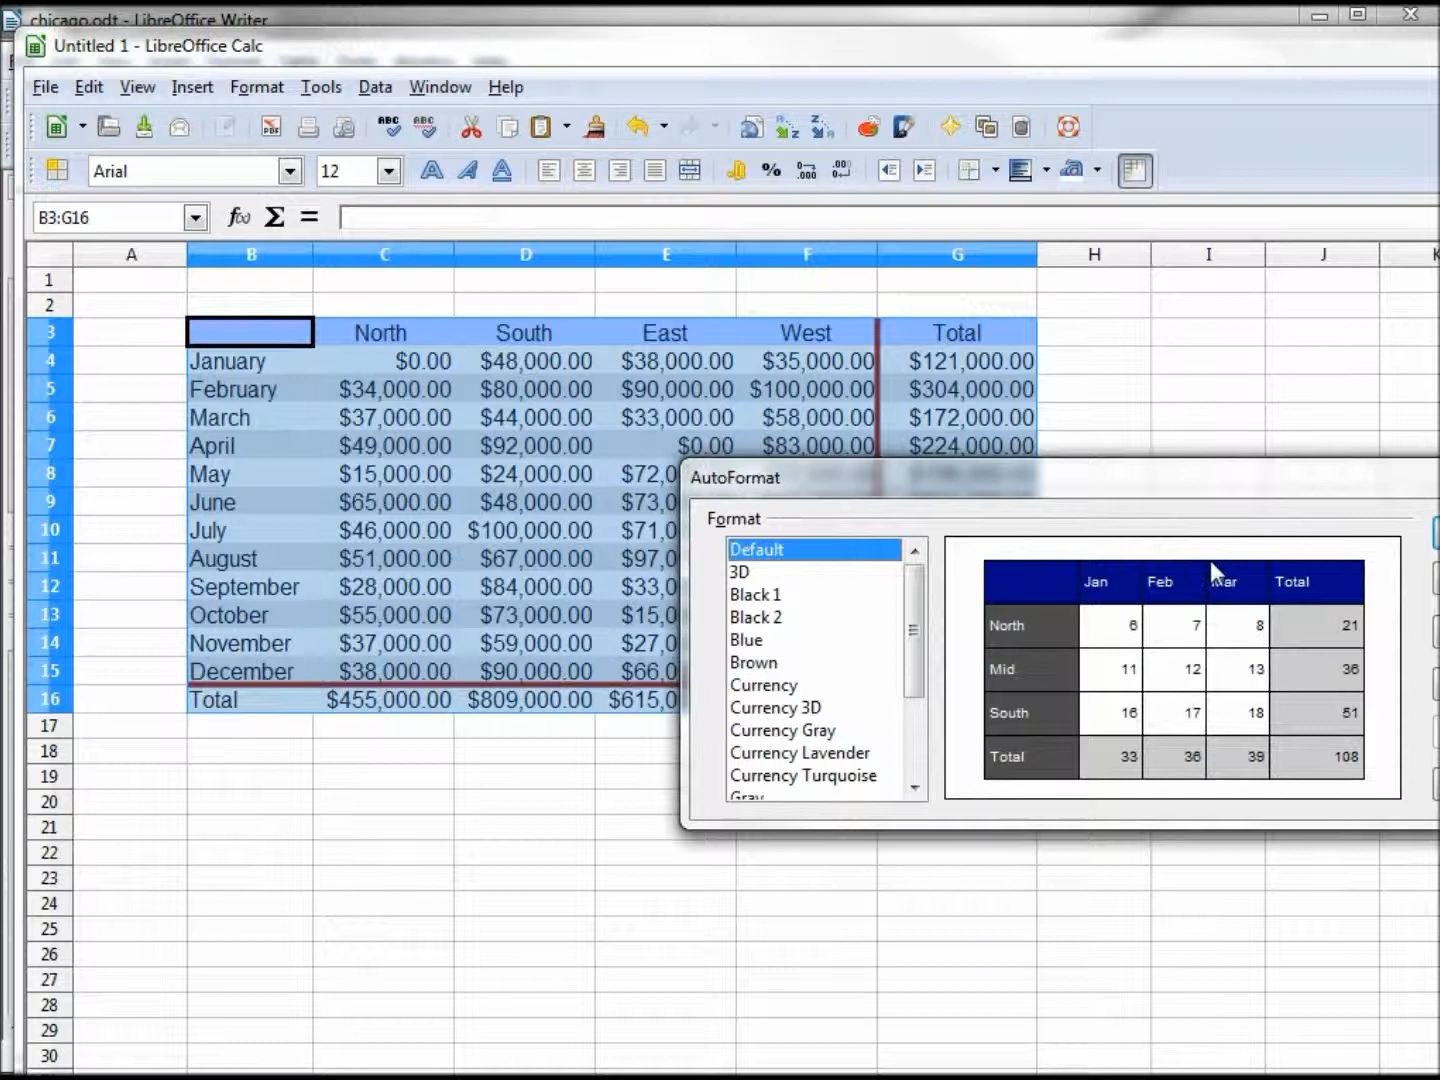 chicago.odt - LibreOffice Writer
Untitled 1 - LibreOffice Calc
File Edit View Insert Format Tools Data Window Help
Arial 12
B3:G16
A B C D E F G H I J K
1
2
3 North South East West Total
4 January $0.00 $48,000.00 $38,000.00 $35,000.00 $121,000.00
5 February $34,000.00 $80,000.00 $90,000.00 $100,000.00 $304,000.00
6 March $37,000.00 $44,000.00 $33,000.00 $58,000.00 $172,000.00
7 April $49,000.00 $92,000.00 $0.00 $83,000.00 $224,000.00
8 May $15,000.00 $24,000.00 $72,0
9 June $65,000.00 $48,000.00 $73,0
10 July $46,000.00 $100,000.00 $71,0
11 August $51,000.00 $67,000.00 $97,0
12 September $28,000.00 $84,000.00 $33,0
13 October $55,000.00 $73,000.00 $15,0
14 November $37,000.00 $59,000.00 $27,0
15 December $38,000.00 $90,000.00 $66,0
16 Total $455,000.00 $809,000.00 $615,0
17
18
19
20
21
22
23
24
25
26
27
28
29
30
AutoFormat
Format
Default
3D
Black 1
Black 2
Blue
Brown
Currency
Currency 3D
Currency Gray
Currency Lavender
Currency Turquoise
Gray
Jan Feb Mar Total
North 6 7 8 21
Mid 11 12 13 36
South 16 17 18 51
Total 33 36 39 108